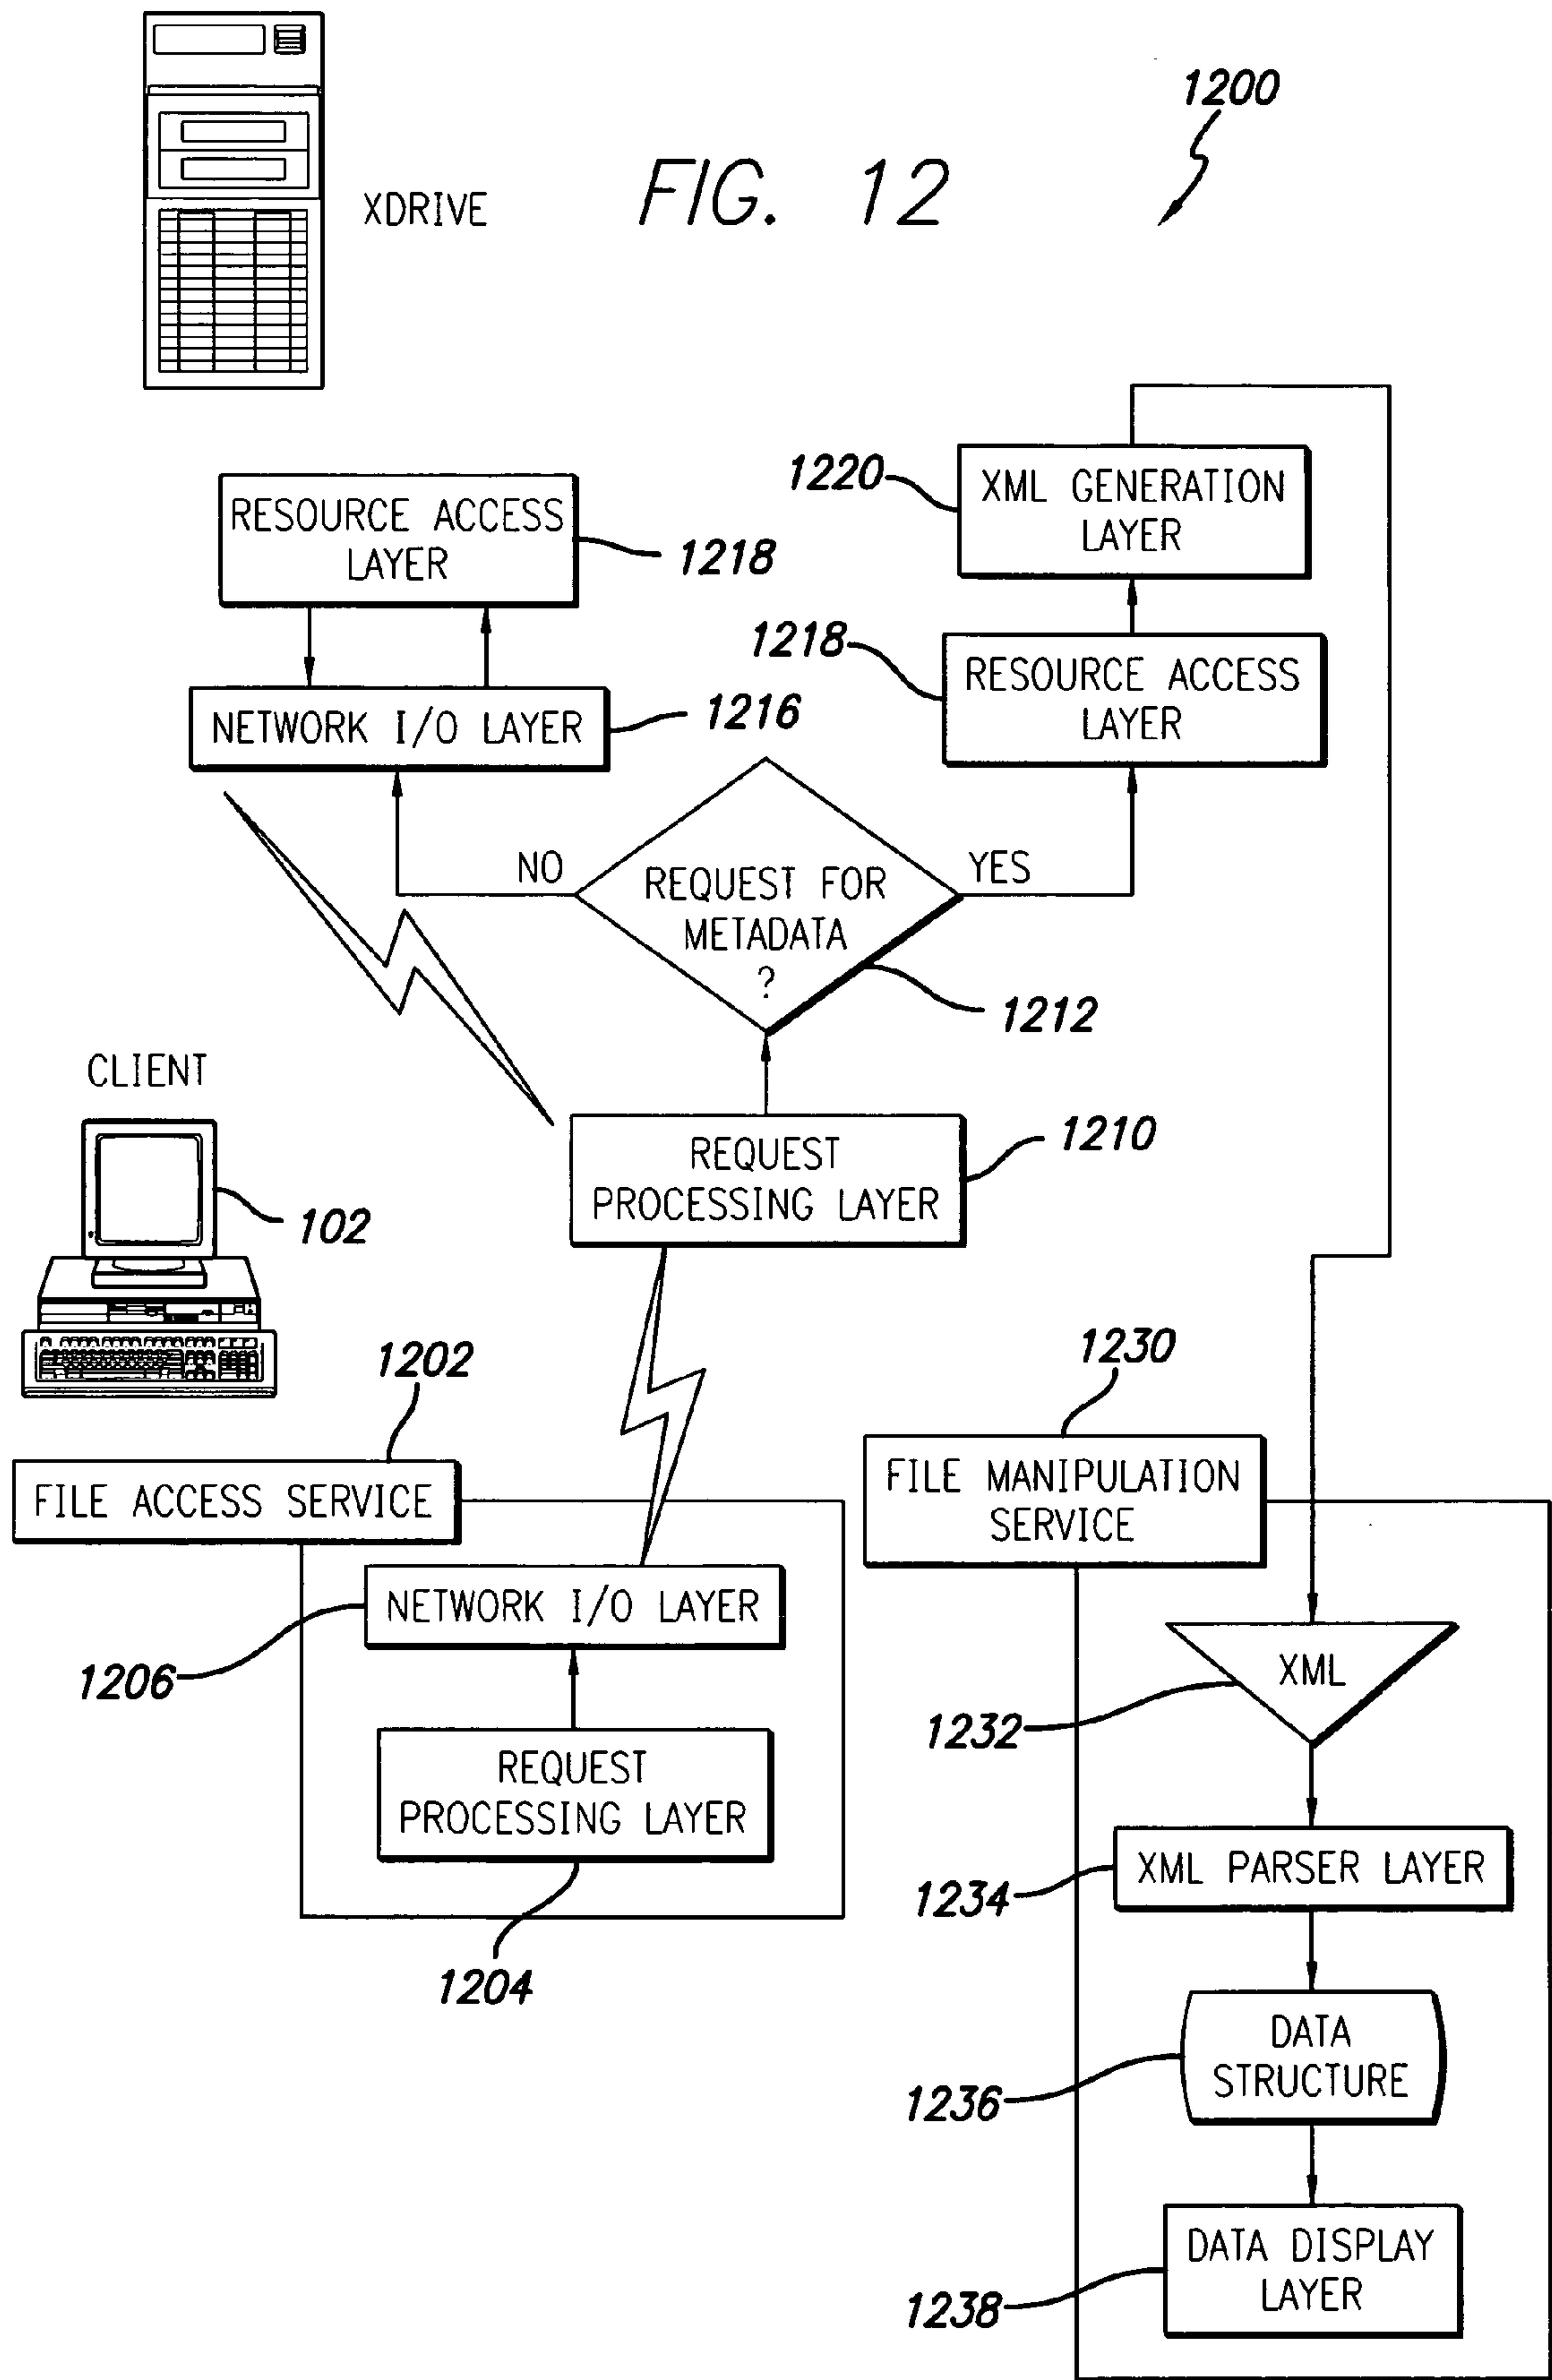 1200
XDRIVE
FIG. 12
1220
XML GENERATION
LAYER
RESOURCE ACCESS
LAYER
1218
1218
RESOURCE ACCESS
LAYER
NETWORK I/O LAYER
1216
NO
YES
REQUEST FOR
METADATA
?
1212
CLIENT
102
REQUEST
PROCESSING LAYER
1210
1202
FILE ACCESS SERVICE
1230
FILE MANIPULATION
SERVICE
NETWORK I/O LAYER
1206
XML
1232
REQUEST
PROCESSING LAYER
1204
XML PARSER LAYER
1234
DATA
STRUCTURE
1236
DATA DISPLAY
LAYER
1238